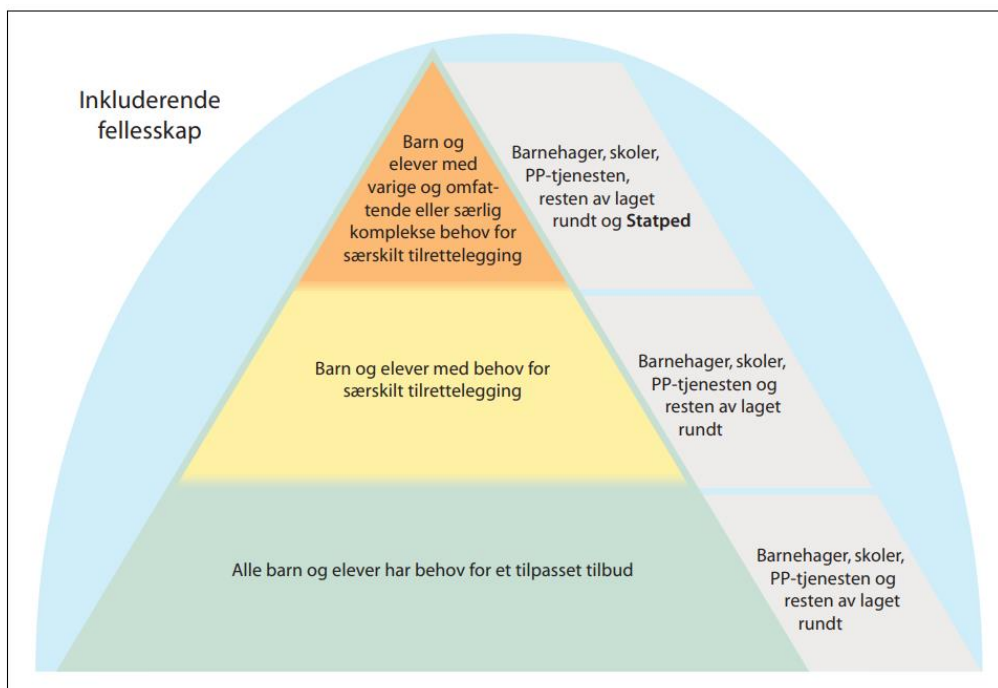 Inkluderende
fellesskap
Barn og
elever med
varige og omfat-
tende eller særlig
komplekse behov for
særskilt tilrettelegging
Barnehager, skoler,
PP-tjenesten,
resten av laget
rundt og Statped
Barn og elever med behov for
særskilt tilrettelegging
Barnehager, skoler,
PP-tjenesten og
resten av laget
rundt
Alle barn og elever har behov for et tilpasset tilbud
Barnehager, skoler,
PP-tjenesten og
resten av laget
rundt